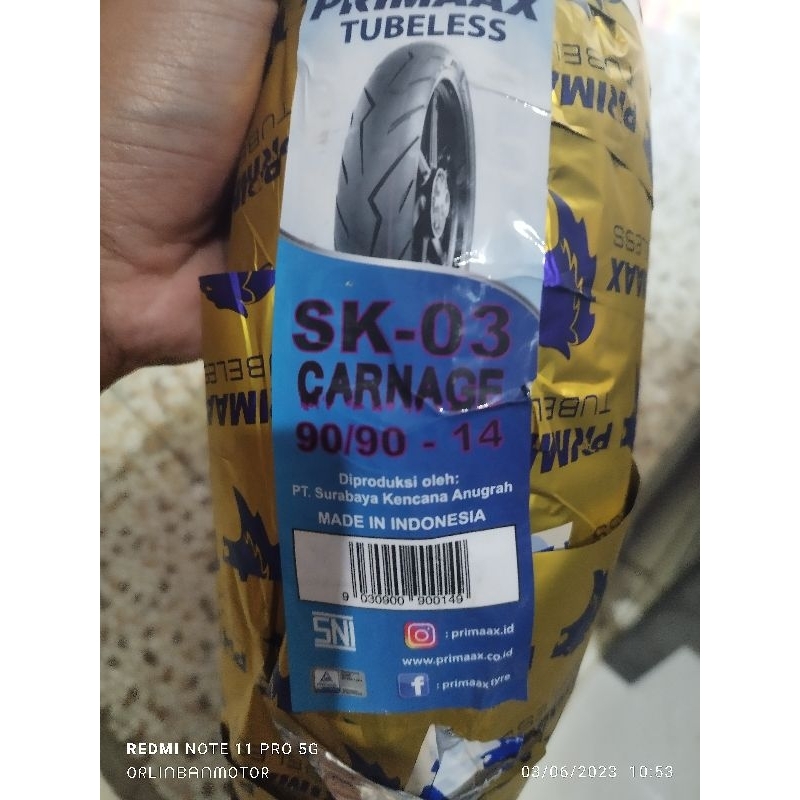 PRIMAAX
TUBELESS
SK-03
CARNAGE
90/90 - 14
Diproduksi oleh:
PT. Surabaya Kencana Anugrah
MADE IN INDONESIA
9 030900 900149
SNI
: primaax.id
www.primaax.co.id
: primaax tyre
PRIMAAX
TUBELESS
REDMI NOTE 11 PRO 5G
ORLINBANMOTOR
03/06/2023 10:53